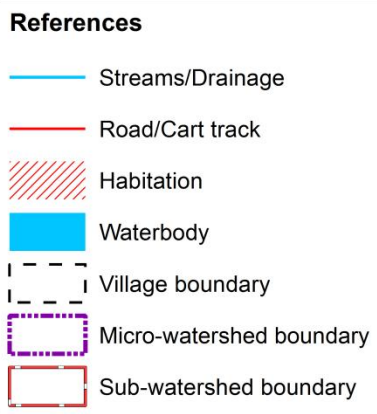 References
Streams/Drainage
Road/Cart track
Habitation
Waterbody
Village boundary
Micro-watershed boundary
Sub-watershed boundary